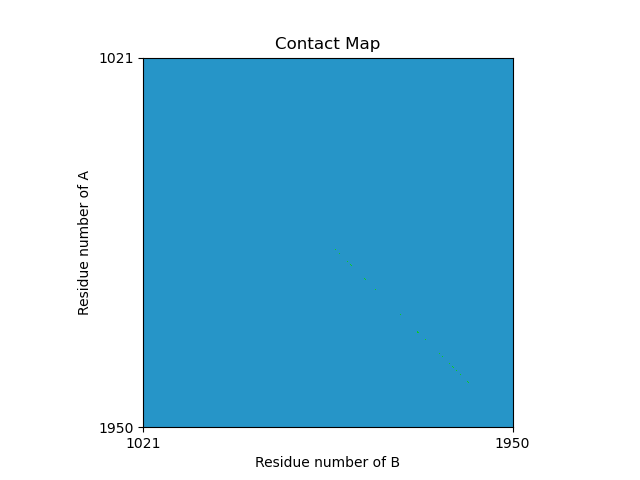 Contact Map
1021
Residue number of A
1950
1021
1950
Residue number of B